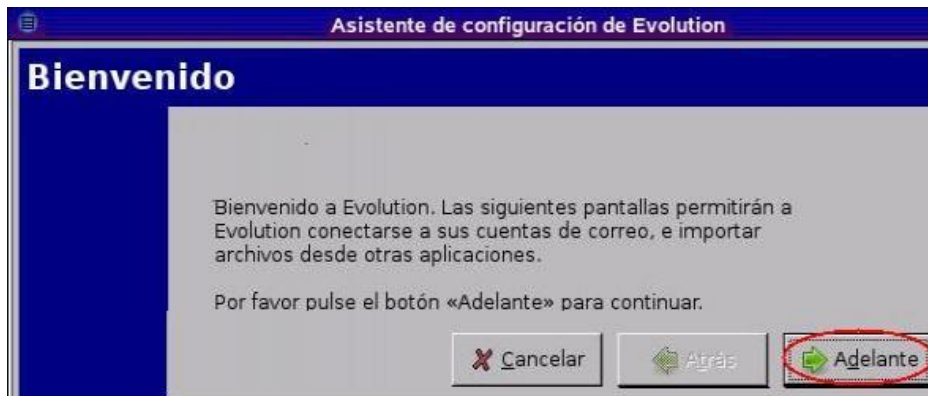 Asistente de configuración de Evolution
Bienvenido
Bienvenido a Evolution. Las siguientes pantallas permitirán a
Evolution conectarse a sus cuentas de correo, e importar
archivos desde otras aplicaciones.
Por favor pulse el botón «Adelante» para continuar.
Cancelar Atrás Adelante